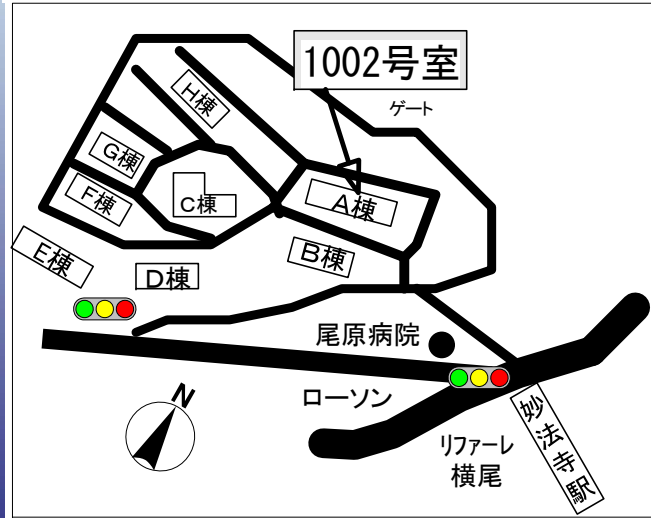 1002号室
ゲート
H棟
G棟
F棟
C棟
A棟
E棟
D棟
B棟
尾原病院
ローソン
リファーレ
横尾
妙法寺駅
N